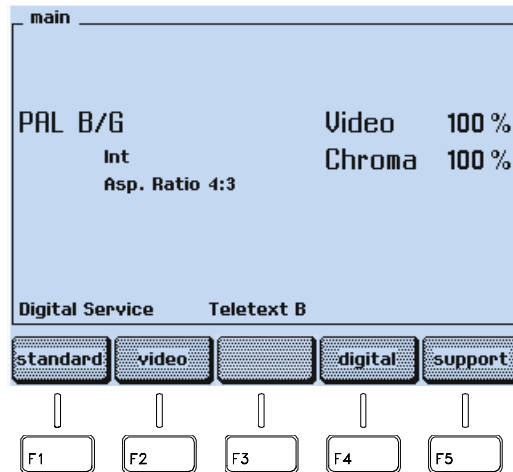 main
PAL B/G Video 100 %
Int Chroma 100 %
Asp. Ratio 4:3
Digital Service Teletext B
standard video digital support
F1 F2 F3 F4 F5